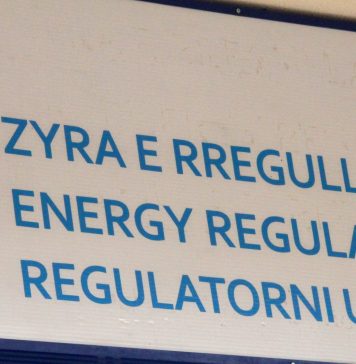 ZYRA E RREGULL
ENERGY REGULA
REGULATORNI U